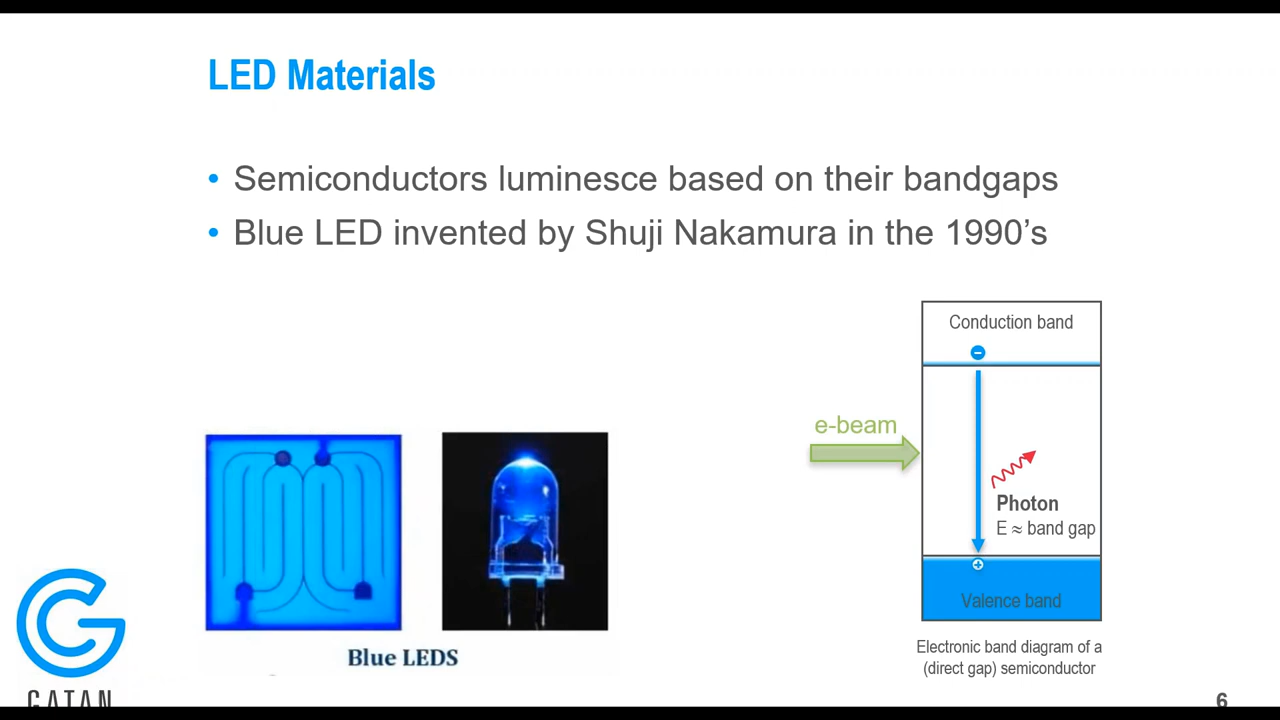 LED Materials
• Semiconductors luminesce based on their bandgaps
• Blue LED invented by Shuji Nakamura in the 1990’s
Conduction band
e-beam
Photon
E ≈ band gap
Valence band
Electronic band diagram of a
(direct gap) semiconductor
Blue LEDS
GATAN
6